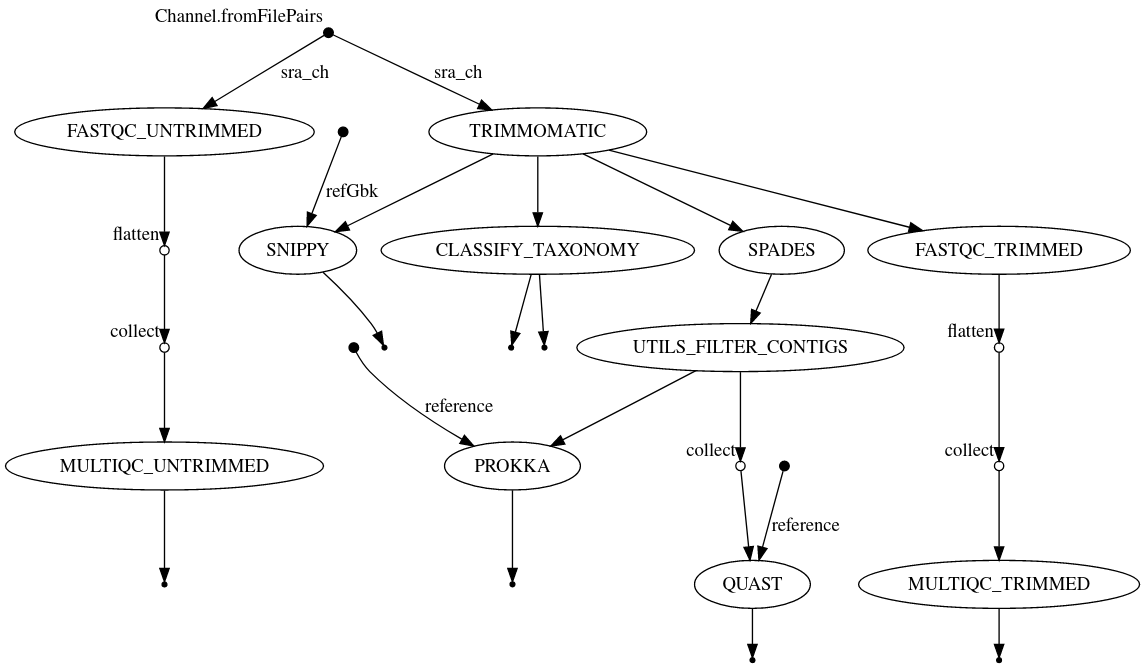 Channel.fromFilePairs
sra_ch
sra_ch
FASTQC_UNTRIMMED
TRIMMOMATIC
refGbk
flatten
SNIPPY
CLASSIFY_TAXONOMY
SPADES
FASTQC_TRIMMED
collect
UTILS_FILTER_CONTIGS
flatten
reference
MULTIQC_UNTRIMMED
PROKKA
collect
collect
reference
QUAST
MULTIQC_TRIMMED